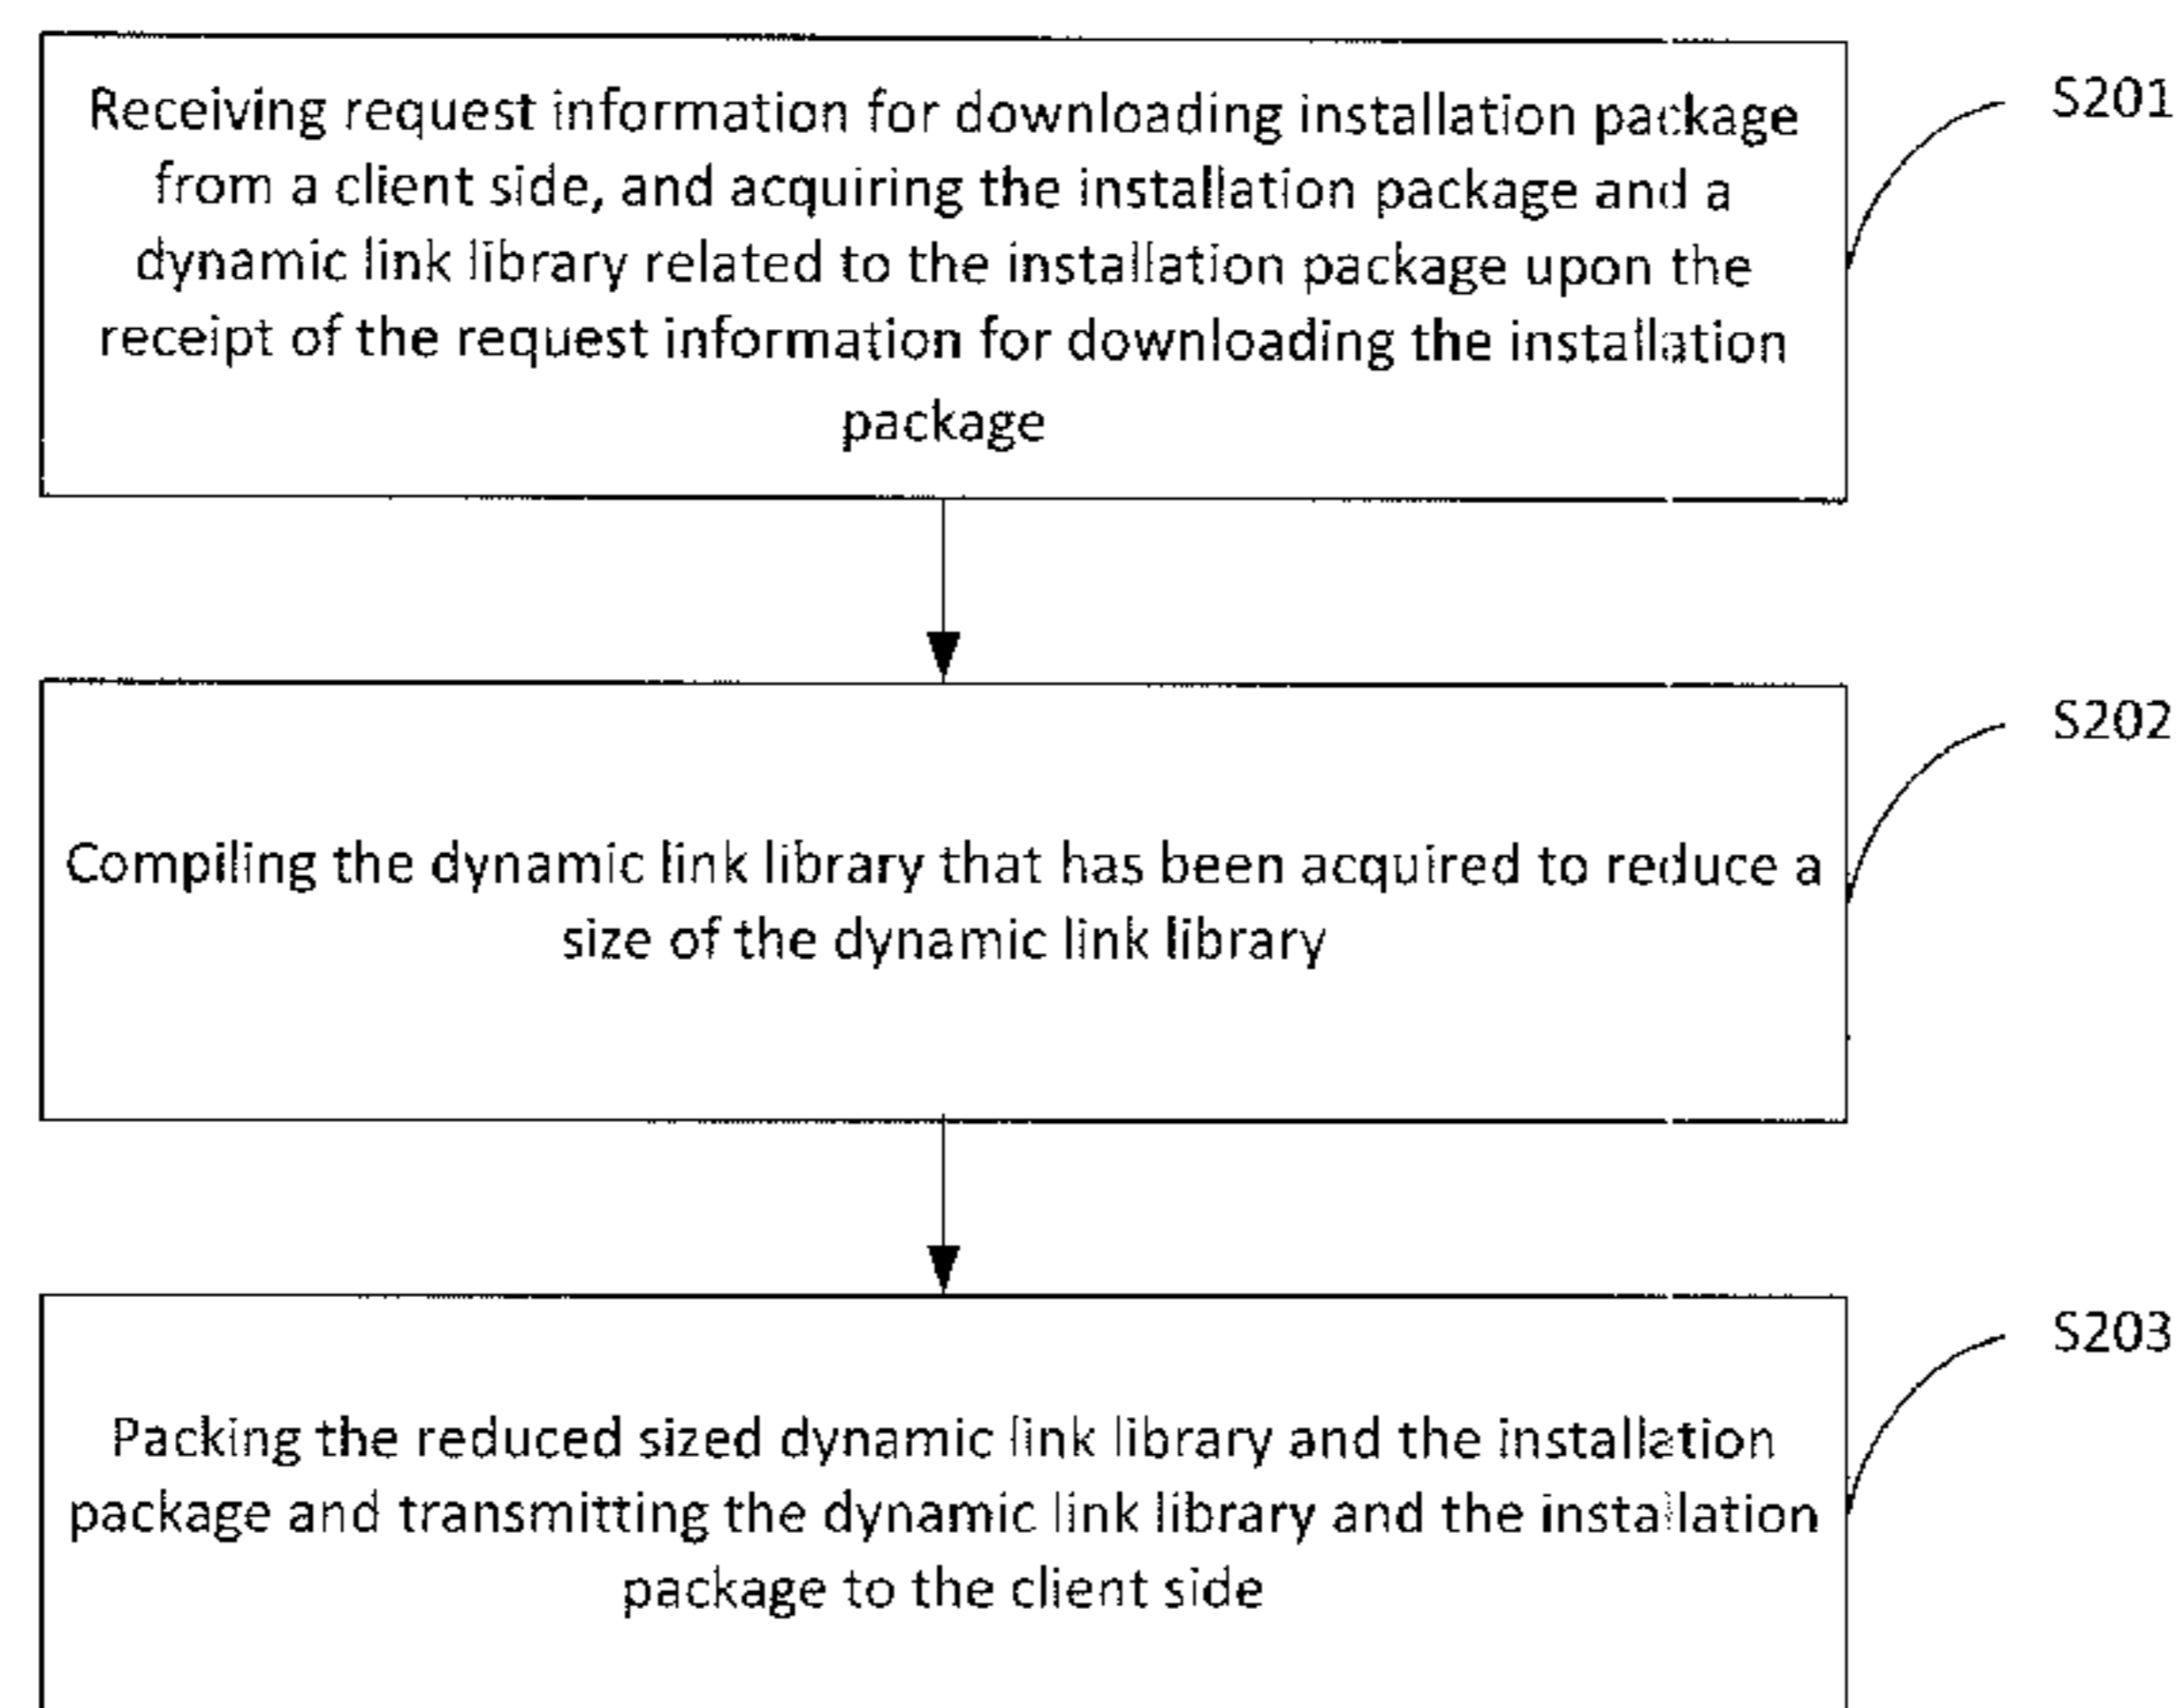 Receiving request information for downloading installation package
from a client side, and acquiring the installation package and a
dynamic link library related to the installation package upon the
receipt of the request information for downloading the installation
package
S201
Compiling the dynamic link library that has been acquired to reduce a
size of the dynamic link library
S202
Packing the reduced sized dynamic link library and the installation
package and transmitting the dynamic link library and the installation
package to the client side
S203